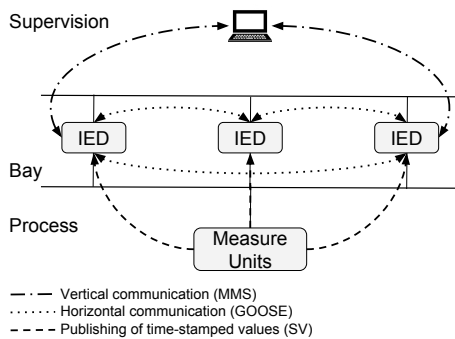 Supervision
IED
IED
IED
Bay
Process
Measure
Units
Vertical communication (MMS)
Horizontal communication (GOOSE)
Publishing of time-stamped values (SV)